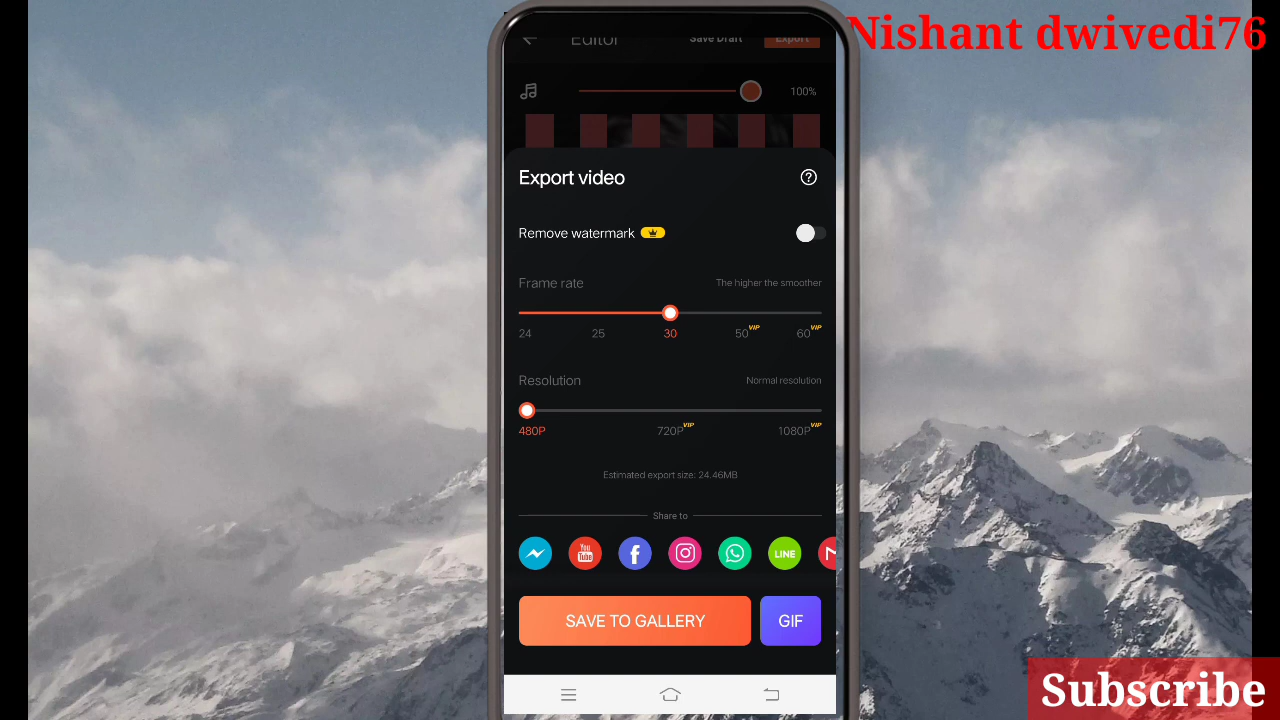 Nishant dwivedi76
Editor
Save Draft
Export
100%
Export video
Remove watermark
Frame rate
The higher the smoother
24
25
30
50VIP
60VIP
Resolution
Normal resolution
480P
720PVIP
1080PVIP
Estimated export size: 24.46MB
Share to
You
Tube
LINE
SAVE TO GALLERY
GIF
Subscribe